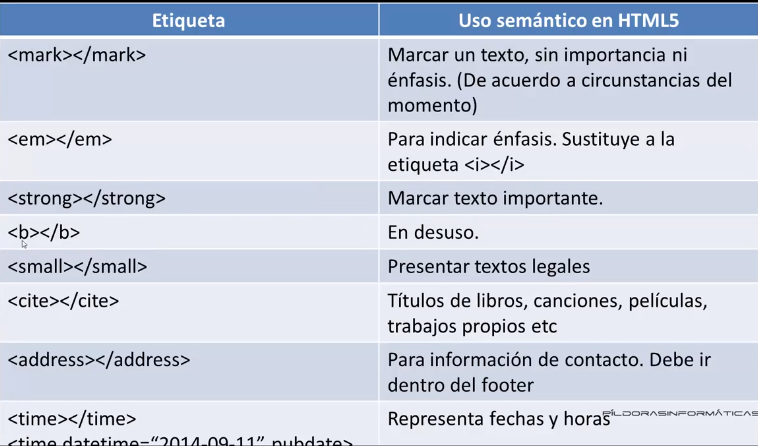 Etiqueta
Uso semántico en HTML5
<mark></mark>
Marcar un texto, sin importancia ni
énfasis. (De acuerdo a circunstancias del
momento)
<em></em>
Para indicar énfasis. Sustituye a la
etiqueta <i></i>
<strong></strong>
Marcar texto importante.
<b></b>
En desuso.
<small></small>
Presentar textos legales
<cite></cite>
Títulos de libros, canciones, películas,
trabajos propios etc
<address></address>
Para información de contacto. Debe ir
dentro del footer
<time></time>
Representa fechas y horas
PÍLDORASINFORMÁTICAS
<time datetime=“2014-09-11” pubdate>